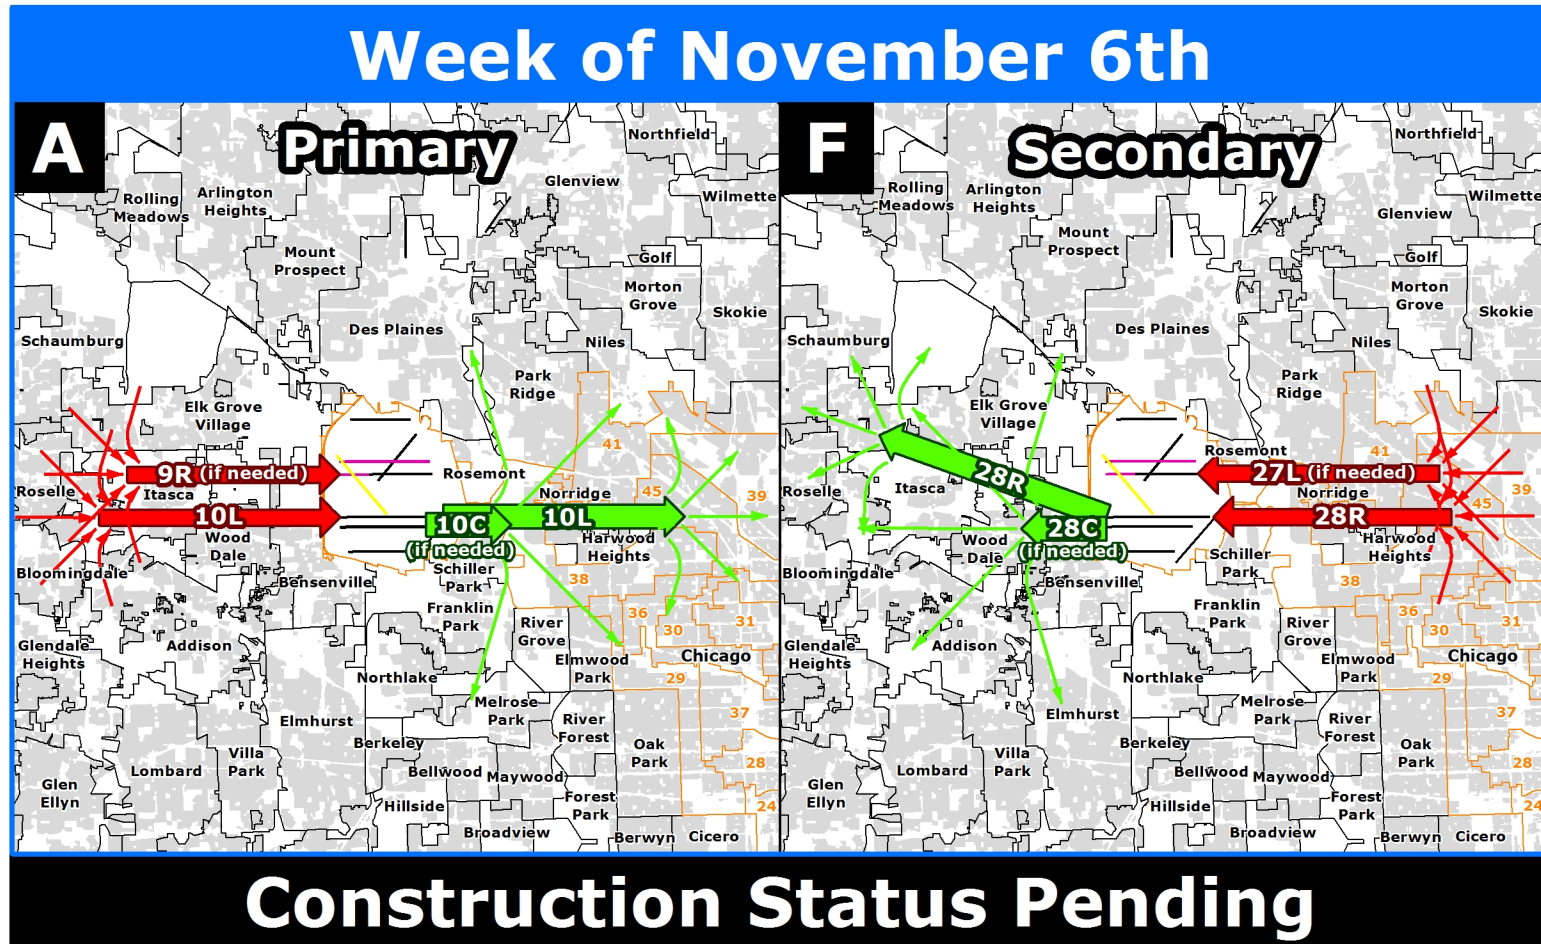 Week of November 6th
A
Primary
Northfield
Rolling
Meadows
Arlington
Heights
Glenview
Wilmette
Mount
Prospect
Golf
Morton
Grove
Skokie
Schaumburg
Des Plaines
Niles
Park
Ridge
Elk Grove
Village
41
9R (if needed)
Rosemont
Roselle
Itasca
Norridge
45
39
10L
10C
(if needed)
10L
Wood
Dale
Harwood
Heights
Bloomingdale
Bensenville
Schiller
Park
38
Franklin
Park
36
30
31
River
Grove
Glendale
Heights
Addison
Elmwood
Park
Chicago
29
Northlake
Melrose
Park
37
Elmhurst
River
Forest
Berkeley
Oak
Park
Villa
Park
Lombard
Bellwood
Maywood
28
Glen
Ellyn
Hillside
Forest
Park
24
Broadview
Berwyn
Cicero
F
Secondary
Northfield
Rolling
Meadows
Arlington
Heights
Wilmette
Glenview
Mount
Prospect
Golf
Morton
Grove
Skokie
Schaumburg
Des Plaines
Niles
Park
Ridge
Elk Grove
Village
41
Rosemont
28R
27L (if needed)
Roselle
Itasca
Norridge
45
39
28C
(if needed)
28R
Wood
Dale
Harwood
Heights
Bloomingdale
Bensenville
Schiller
Park
38
Franklin
Park
36
30
31
River
Grove
Glendale
Heights
Addison
Elmwood
Park
Chicago
29
Northlake
Melrose
Park
37
Elmhurst
River
Forest
Berkeley
Oak
Park
Villa
Park
Lombard
Bellwood
Maywood
28
Glen
Ellyn
Hillside
Forest
Park
24
Broadview
Berwyn
Cicero
Construction Status Pending